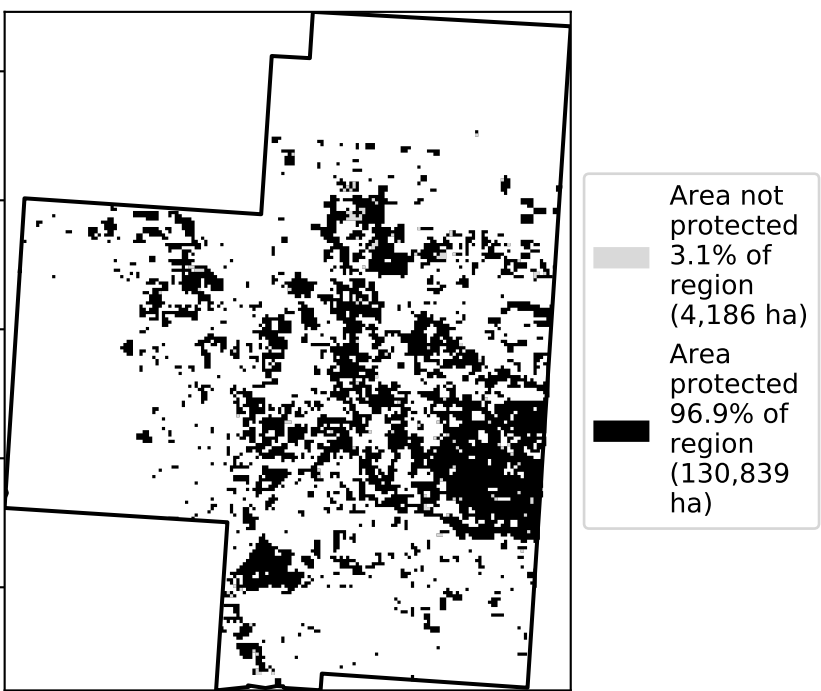 Area not
protected
3.1% of
region
(4,186 ha)
Area
protected
96.9% of
region
(130,839
ha)